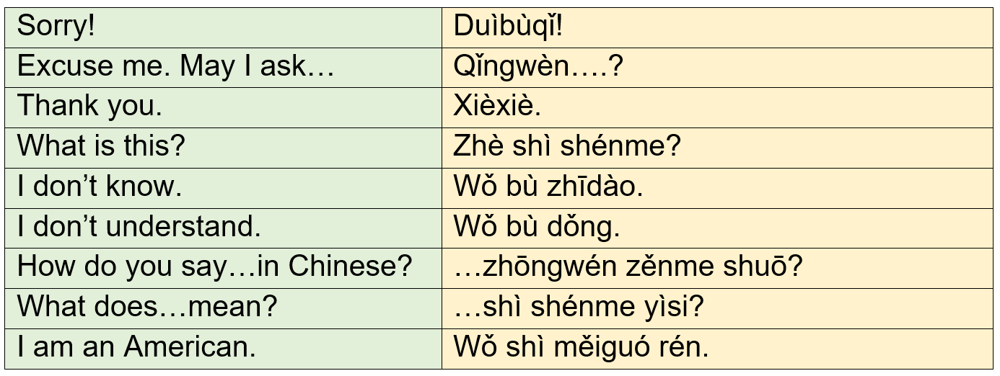 Sorry! Duìbùqǐ!
Excuse me. May I ask… Qǐngwèn….?
Thank you. Xièxiè.
What is this? Zhè shì shénme?
I don’t know. Wǒ bù zhīdào.
I don’t understand. Wǒ bù dǒng.
How do you say…in Chinese? …zhōngwén zěnme shuō?
What does…mean? …shì shénme yìsi?
I am an American. Wǒ shì měiguó rén.